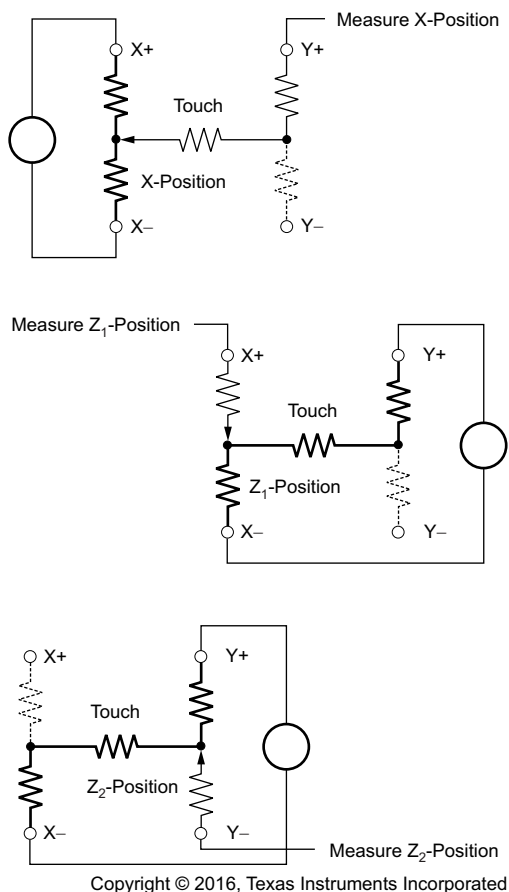 Measure X-Position
X+
Y+
Touch
X-Position
X–
Y–
Measure Z₁-Position
X+
Y+
Touch
Z₁-Position
X–
Y–
X+
Y+
Touch
Z₂-Position
X–
Y–
Measure Z₂-Position
Copyright © 2016, Texas Instruments Incorporated